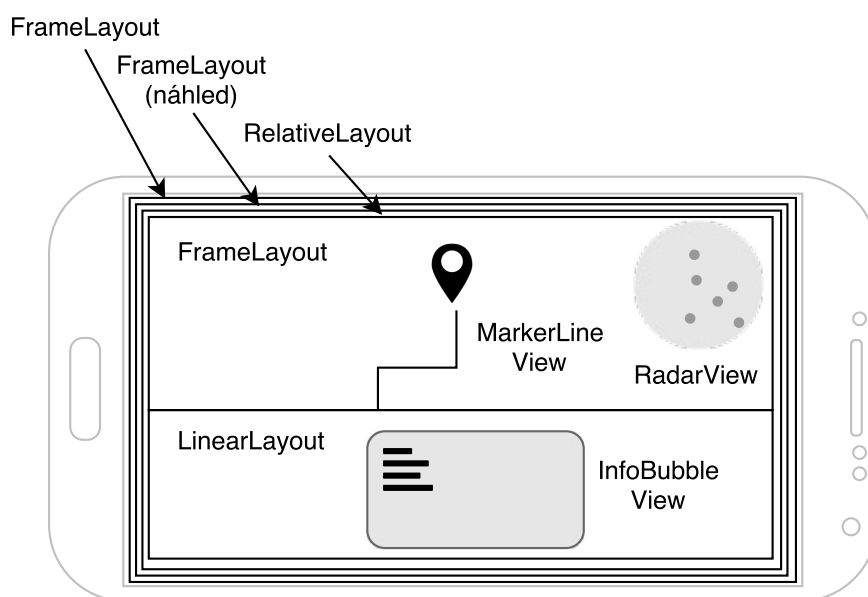 FrameLayout
FrameLayout
(náhled)
RelativeLayout
FrameLayout
MarkerLine
View
RadarView
LinearLayout
InfoBubble
View